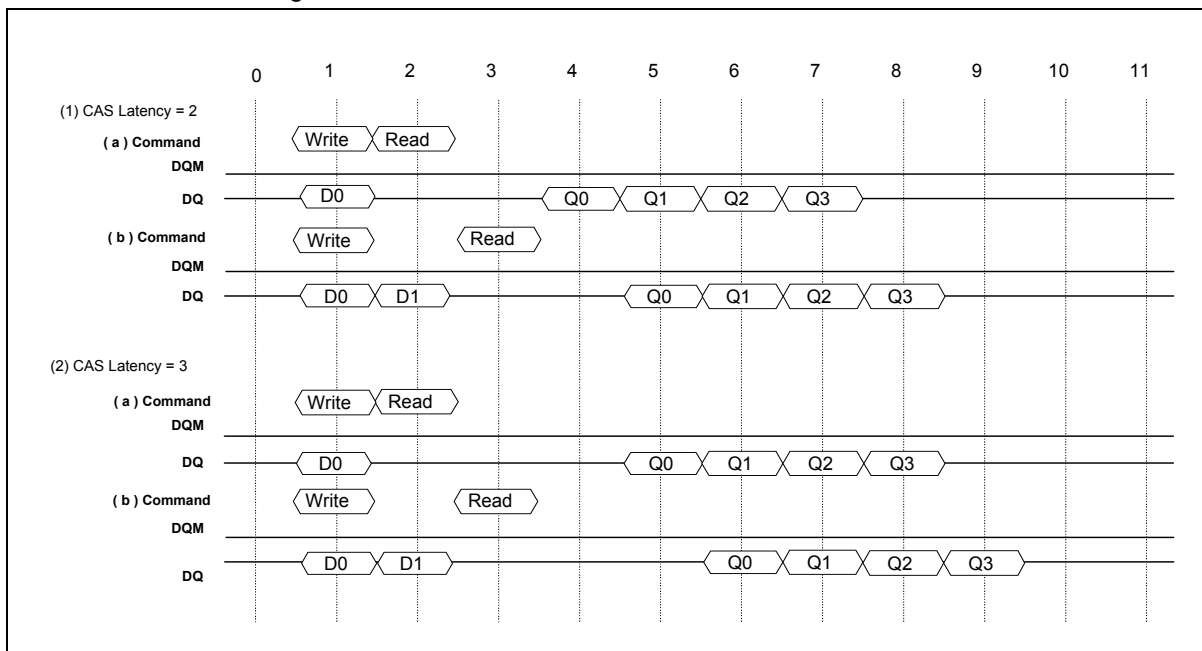 0 1 2 3 4 5 6 7 8 9 10 11
(1) CAS Latency = 2
( a ) Command Write Read
DQM
DQ D0 Q0 Q1 Q2 Q3
( b ) Command Write Read
DQM
DQ D0 D1 Q0 Q1 Q2 Q3
(2) CAS Latency = 3
( a ) Command Write Read
DQM
DQ D0 Q0 Q1 Q2 Q3
( b ) Command Write Read
DQM
DQ D0 D1 Q0 Q1 Q2 Q3